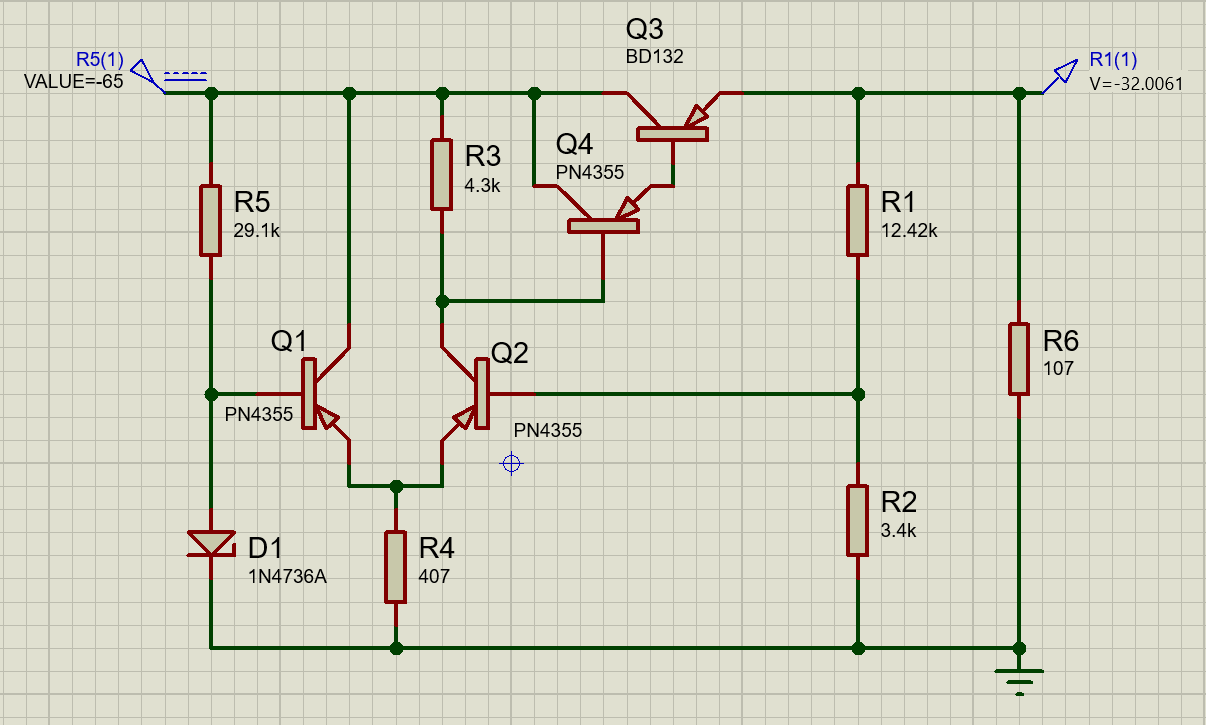 Q3
BD132
R5(1)
VALUE=-65
R1(1)
V=-32.0061
Q4
PN4355
R3
4.3k
R5
29.1k
R1
12.42k
Q1
PN4355
Q2
PN4355
R6
107
R2
3.4k
D1
1N4736A
R4
407